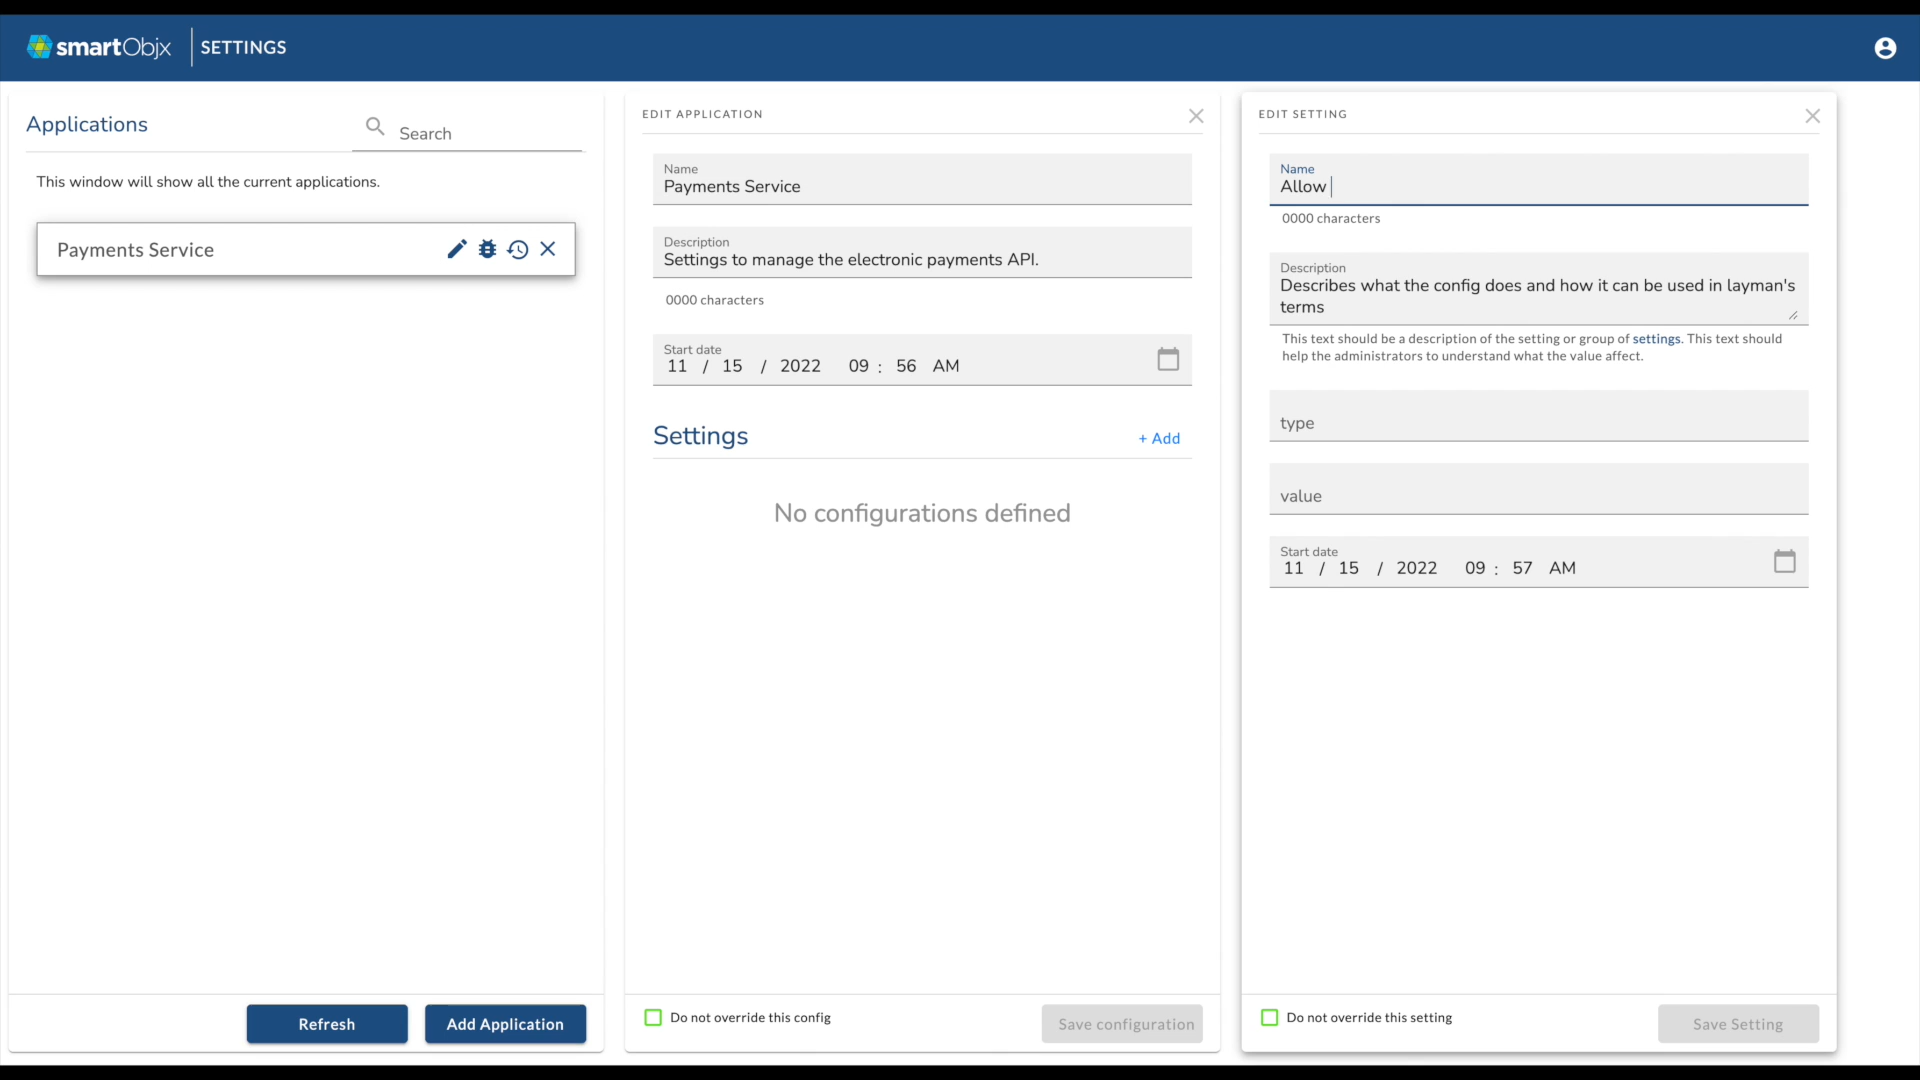 smartObjx SETTINGS
Applications
Search
This window will show all the current applications.
Payments Service
Refresh
Add Application
EDIT APPLICATION
Name
Payments Service
Description
Settings to manage the electronic payments API.
0000 characters
Start date
11 / 15 / 2022 09 : 56 AM
Settings
+ Add
No configurations defined
Do not override this config
Save configuration
EDIT SETTING
Name
Allow
0000 characters
Description
Describes what the config does and how it can be used in layman's
terms
This text should be a description of the setting or group of settings. This text should
help the administrators to understand what the value affect.
type
value
Start date
11 / 15 / 2022 09 : 57 AM
Do not override this setting
Save Setting